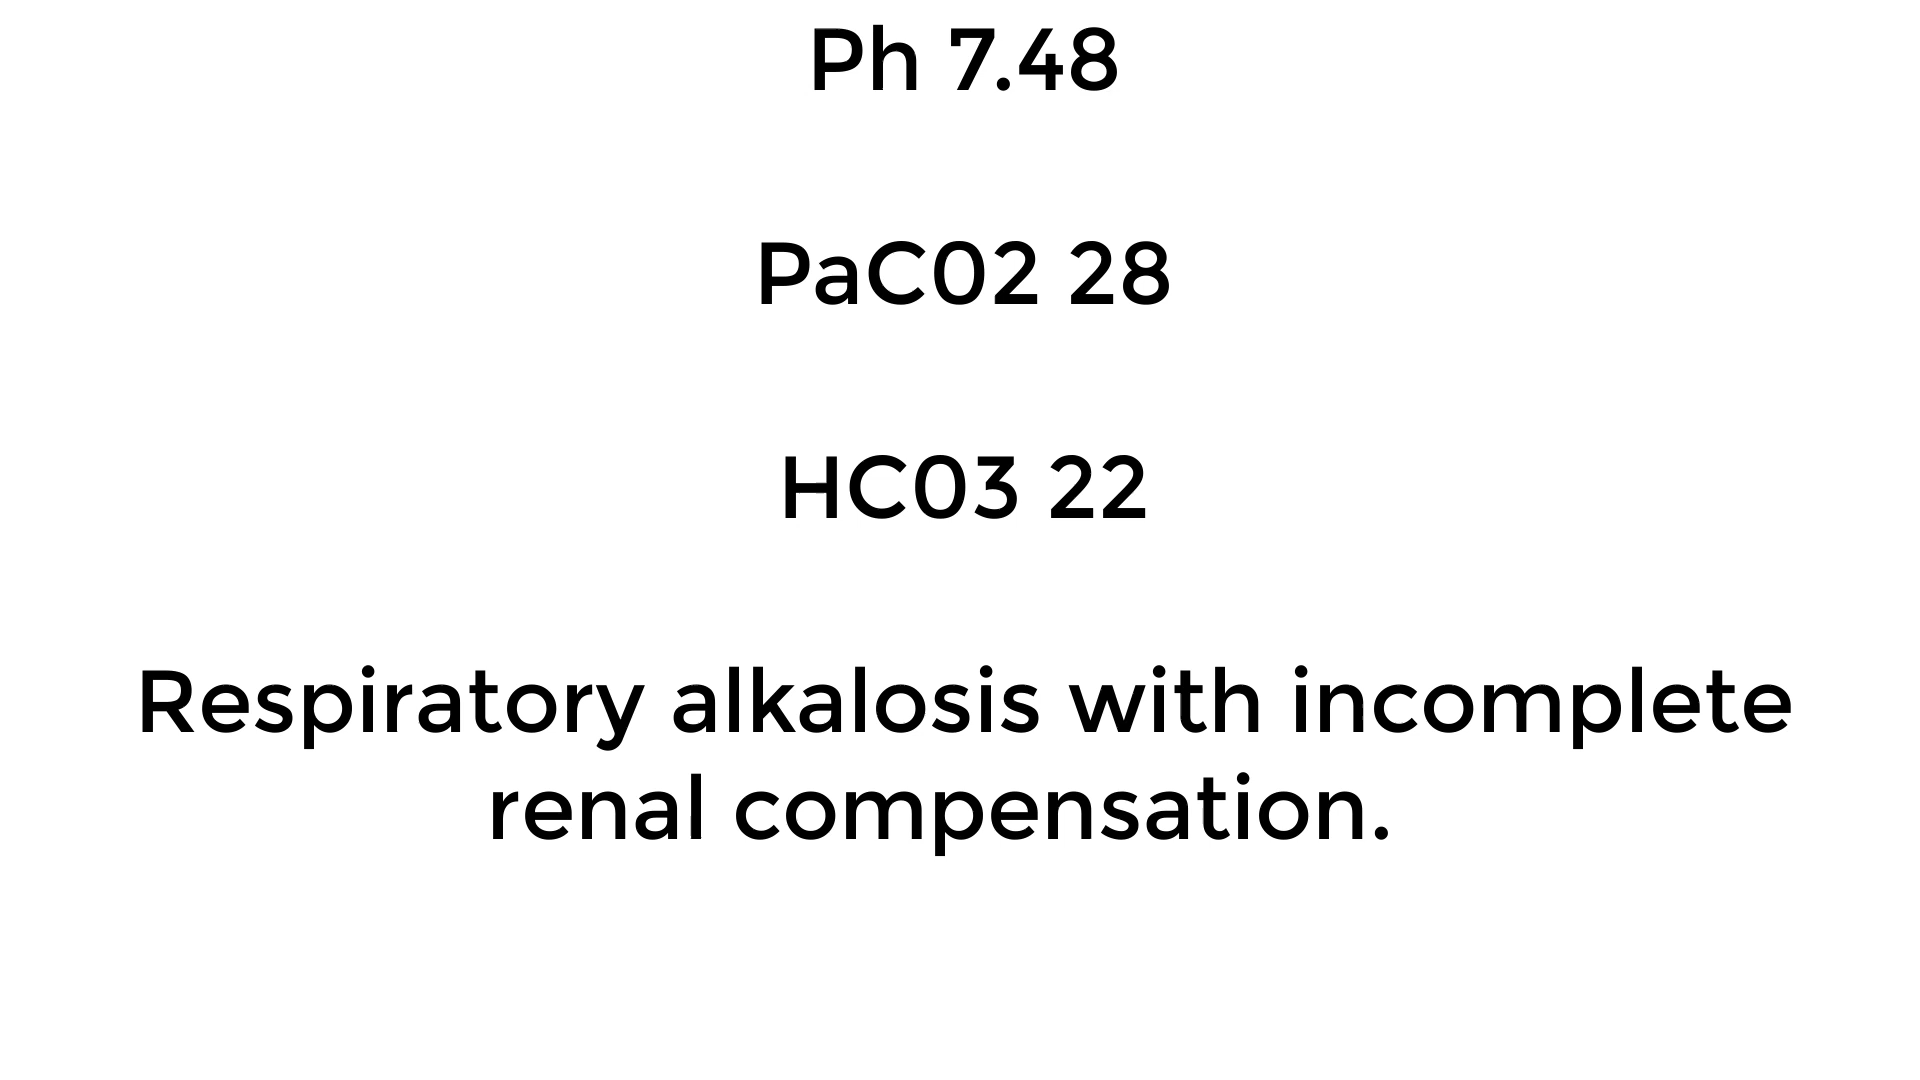 Ph 7.48
PaC02 28
HC03 22
Respiratory alkalosis with incomplete
renal compensation.